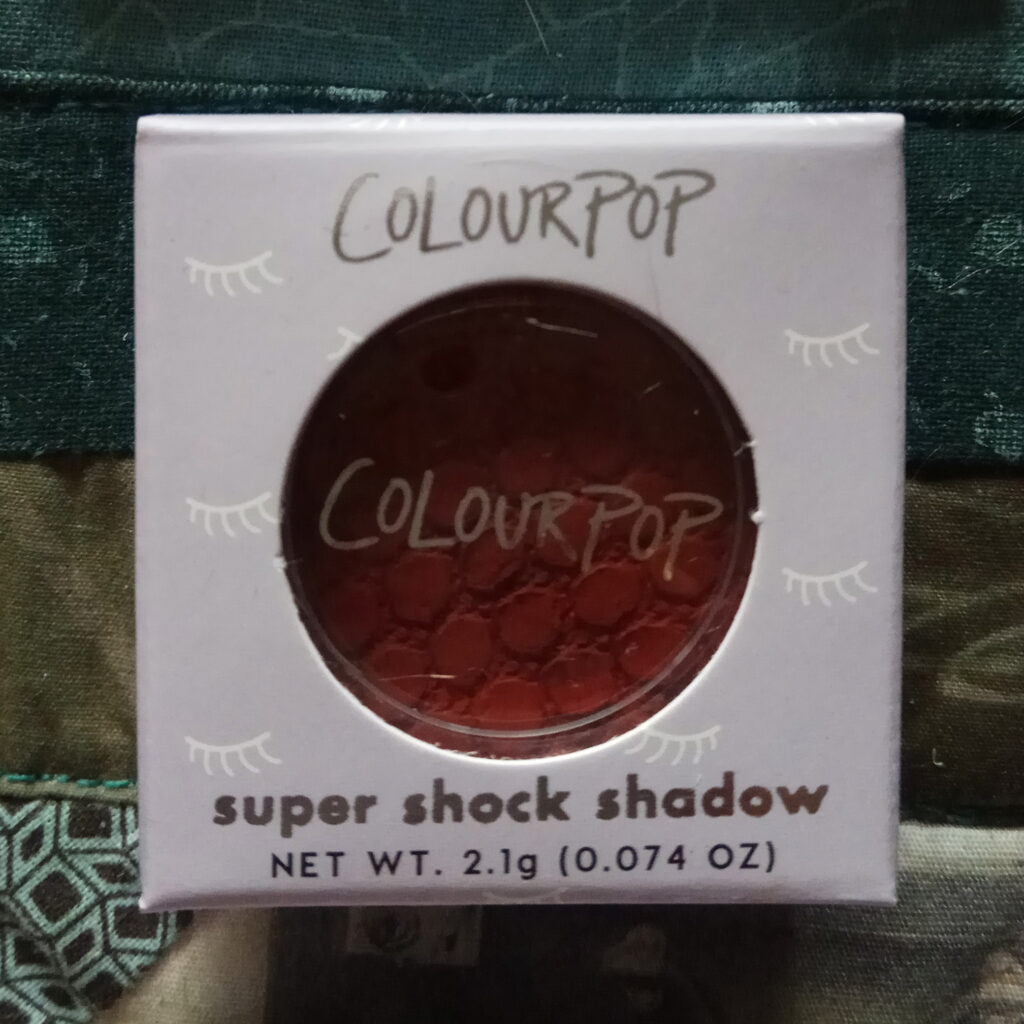 COLOURPOP
COLOURPOP
super shock shadow
NET WT. 2.1g (0.074 OZ)